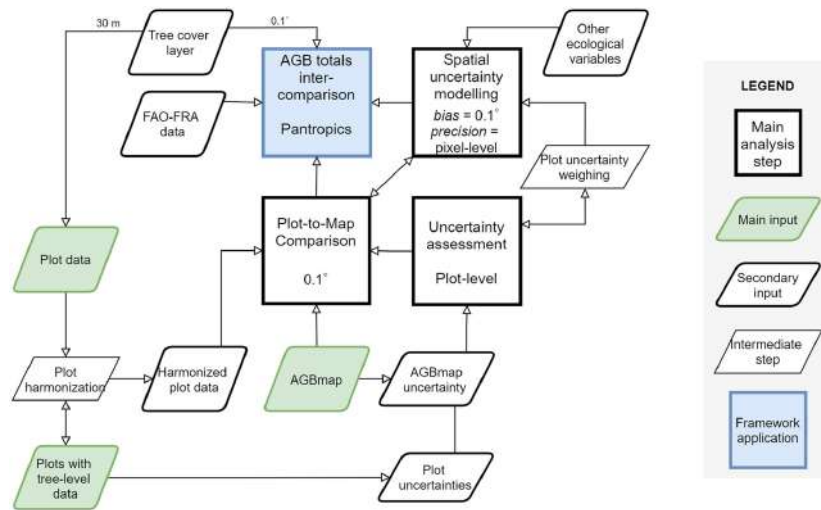 30 m
Tree cover
layer
0.1°
AGB totals
inter-
comparison
Pantropics
Spatial
uncertainty
modelling
bias = 0.1°
precision =
pixel-level
Other
ecological
variables
FAO-FRA
data
Plot uncertainty
weighing
Plot data
Plot-to-Map
Comparison
0.1°
Uncertainty
assessment
Plot-level
Plot
harmonization
Harmonized
plot data
AGBmap
AGBmap
uncertainty
Plots with
tree-level
data
Plot
uncertainties
LEGEND
Main
analysis
step
Main input
Secondary
input
Intermediate
step
Framework
application